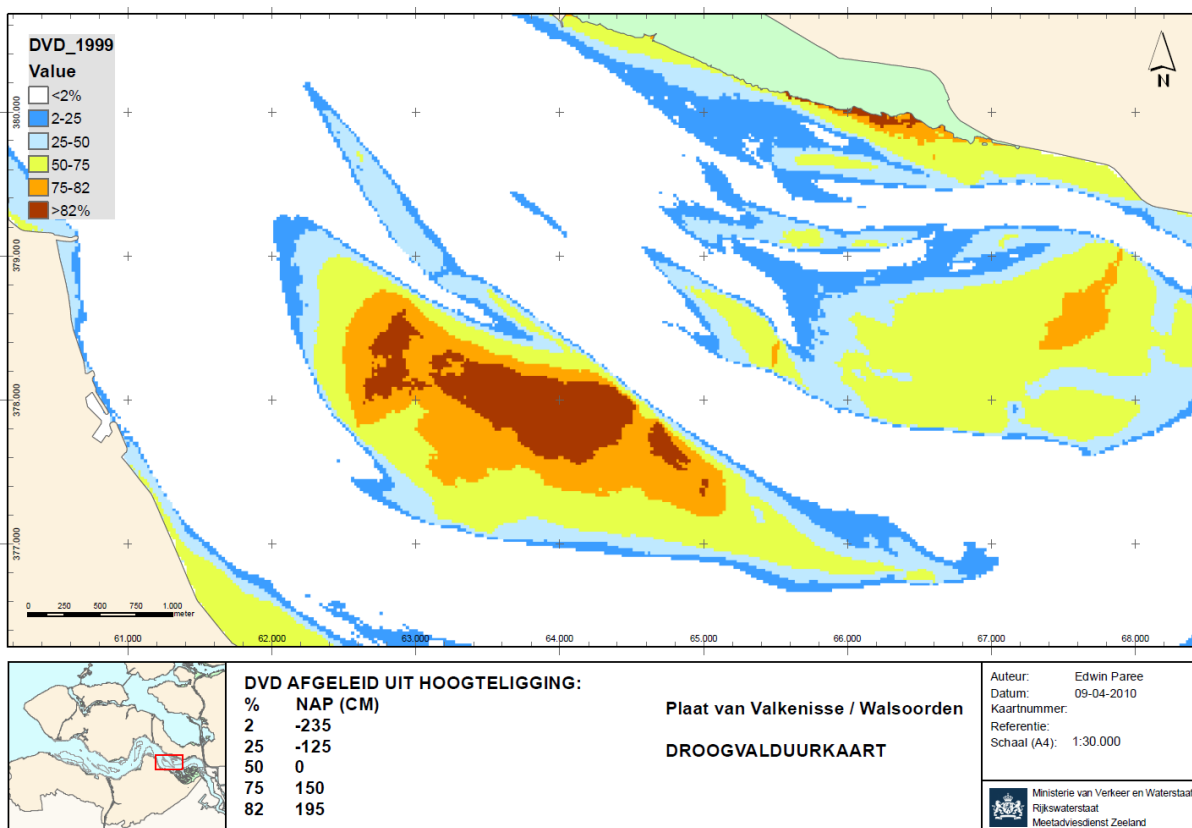 DVD_1999
Value
<2%
2-25
25-50
50-75
75-82
>82%
N
380.000
379.000
378.000
377.000
0 250 500 750 1.000
meter
61.000 62.000 63.000 64.000 65.000 66.000 67.000 68.000
DVD AFGELEID UIT HOOGTELIGGING:
% NAP (CM)
2 -235
25 -125
50 0
75 150
82 195
Plaat van Valkenisse / Walsoorden
DROOGVALDUURKAART
Auteur: Edwin Paree
Datum: 09-04-2010
Kaartnummer:
Referentie:
Schaal (A4): 1:30.000
Ministerie van Verkeer en Waterstaat
Rijkswaterstaat
Meetadviesdienst Zeeland